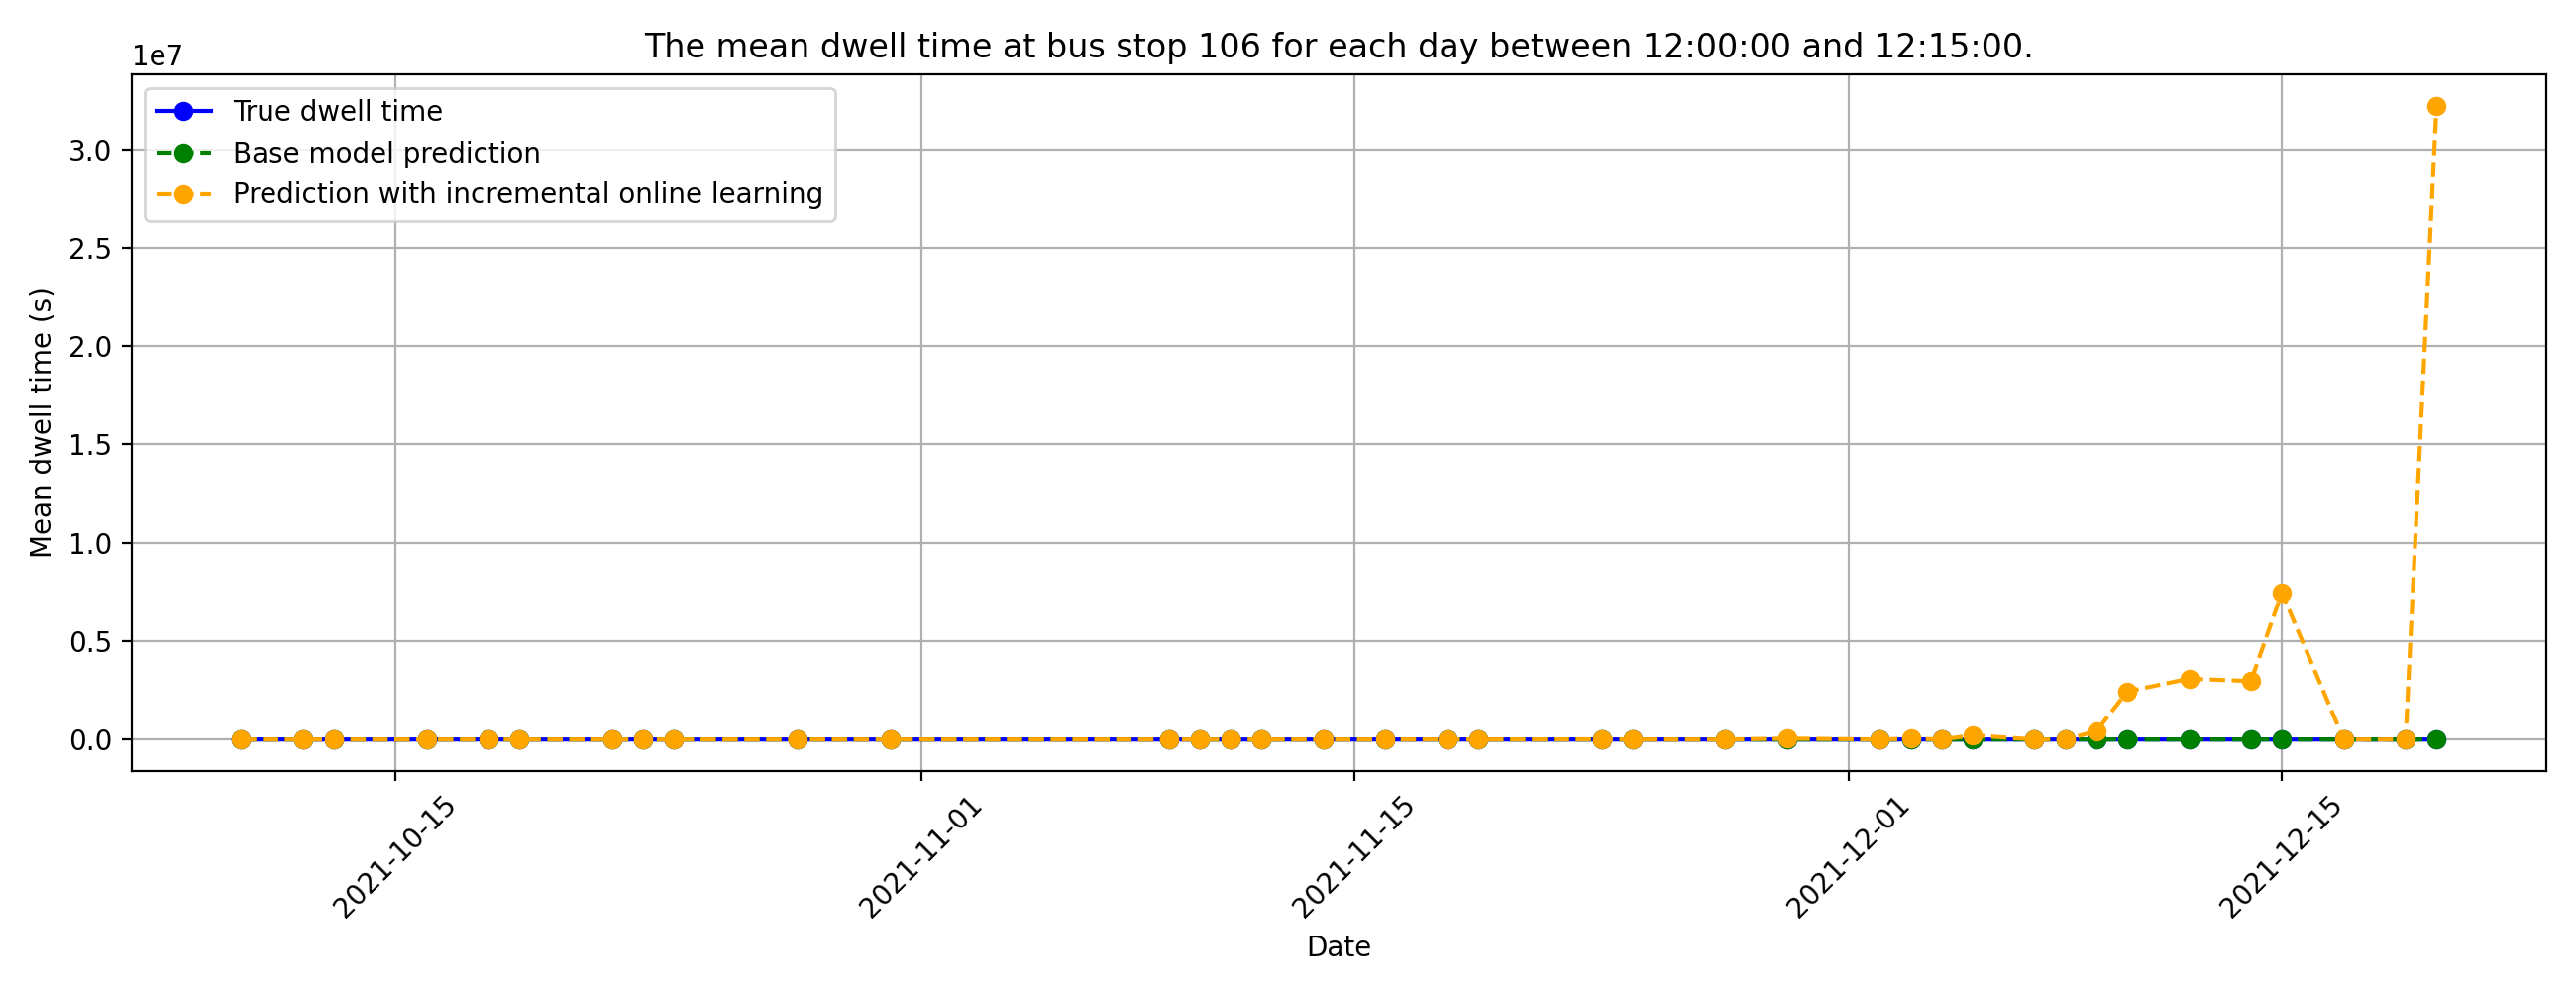 The mean dwell time at bus stop 106 for each day between 12:00:00 and 12:15:00.
1e7
True dwell time
Base model prediction
Prediction with incremental online learning
3.0
2.5
2.0
1.5
1.0
0.5
0.0
Mean dwell time (s)
2021-10-15
2021-11-01
2021-11-15
2021-12-01
2021-12-15
Date